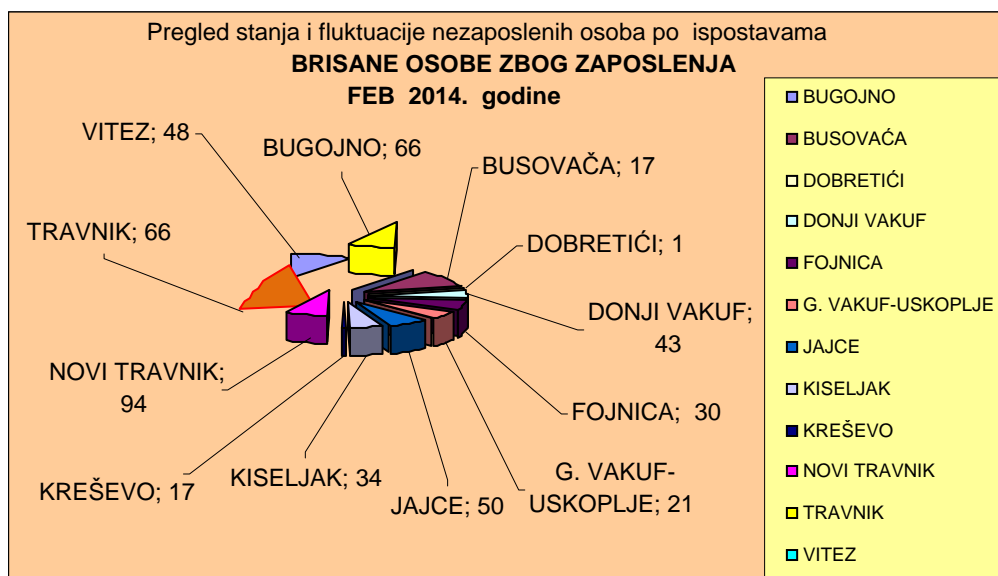 Pregled stanja i fluktuacije nezaposlenih osoba po ispostavama
BRISANE OSOBE ZBOG ZAPOSLENJA
FEB 2014. godine
VITEZ; 48
BUGOJNO; 66
BUSOVAČA; 17
TRAVNIK; 66
DOBRETIĆI; 1
DONJI VAKUF;
43
NOVI TRAVNIK;
94
FOJNICA; 30
KREŠEVO; 17
KISELJAK; 34
JAJCE; 50
G. VAKUF-
USKOPLJE; 21
BUGOJNO
BUSOVAĆA
DOBRETIĆI
DONJI VAKUF
FOJNICA
G. VAKUF-USKOPLJE
JAJCE
KISELJAK
KREŠEVO
NOVI TRAVNIK
TRAVNIK
VITEZ